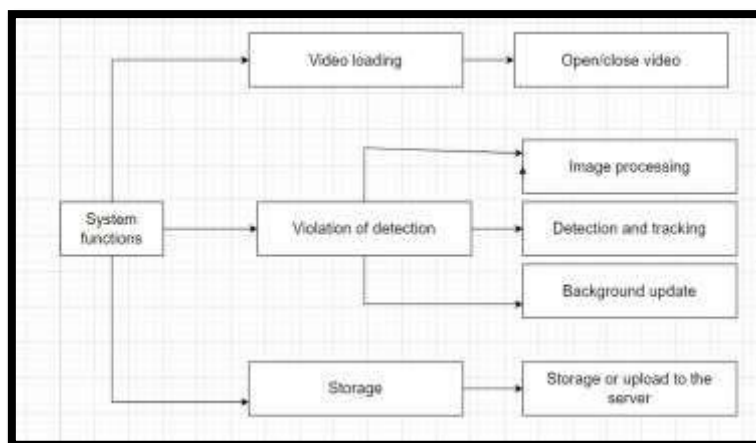 Video loading
Open/close video
Image processing
System
functions
Violation of detection
Detection and tracking
Background update
Storage
Storage or upload to the
server